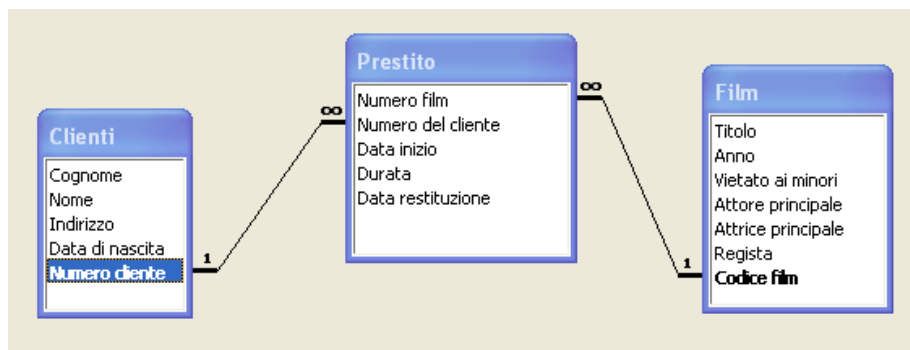 Clienti
Cognome
Nome
Indirizzo
Data di nascita
Numero cliente
1
∞
Prestito
Numero film
Numero del cliente
Data inizio
Durata
Data restituzione
∞
1
Film
Titolo
Anno
Vietato ai minori
Attore principale
Attrice principale
Regista
Codice film